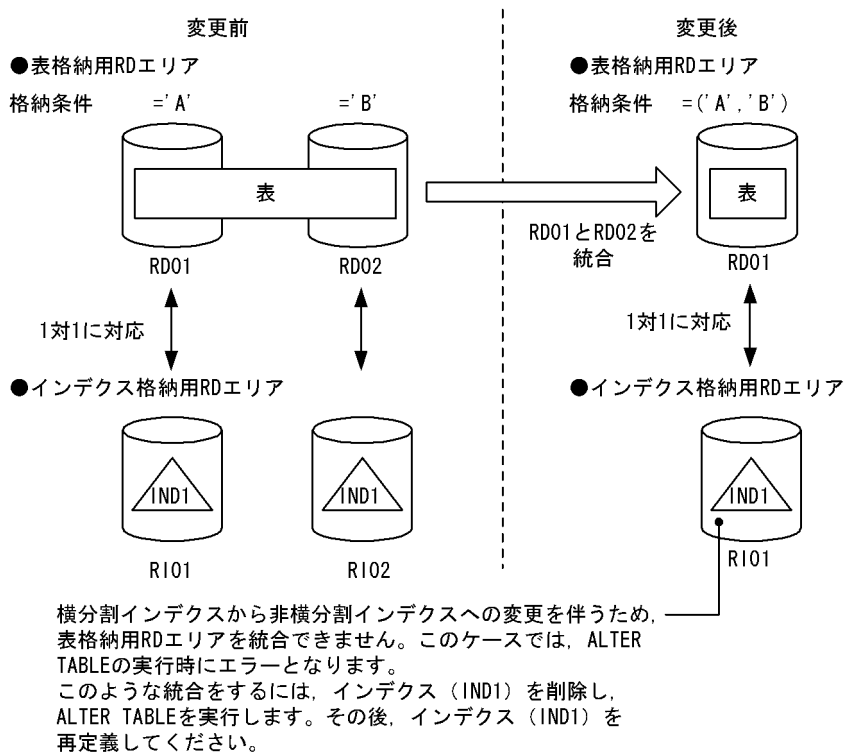 変更前
変更後
●表格納用RDエリア
●表格納用RDエリア
格納条件 ='A' ='B'
格納条件 =('A','B')
表
表
RD01とRD02を
統合
RD01 RD02
RD01
1対1に対応
1対1に対応
●インデクス格納用RDエリア
●インデクス格納用RDエリア
IND1 IND1
IND1
RI01 RI02
RI01
横分割インデクスから非横分割インデクスへの変更を伴うため,
表格納用RDエリアを統合できません。このケースでは, ALTER
TABLEの実行時にエラーとなります。
このような統合をするには, インデクス（IND1）を削除し,
ALTER TABLEを実行します。その後, インデクス（IND1）を
再定義してください。